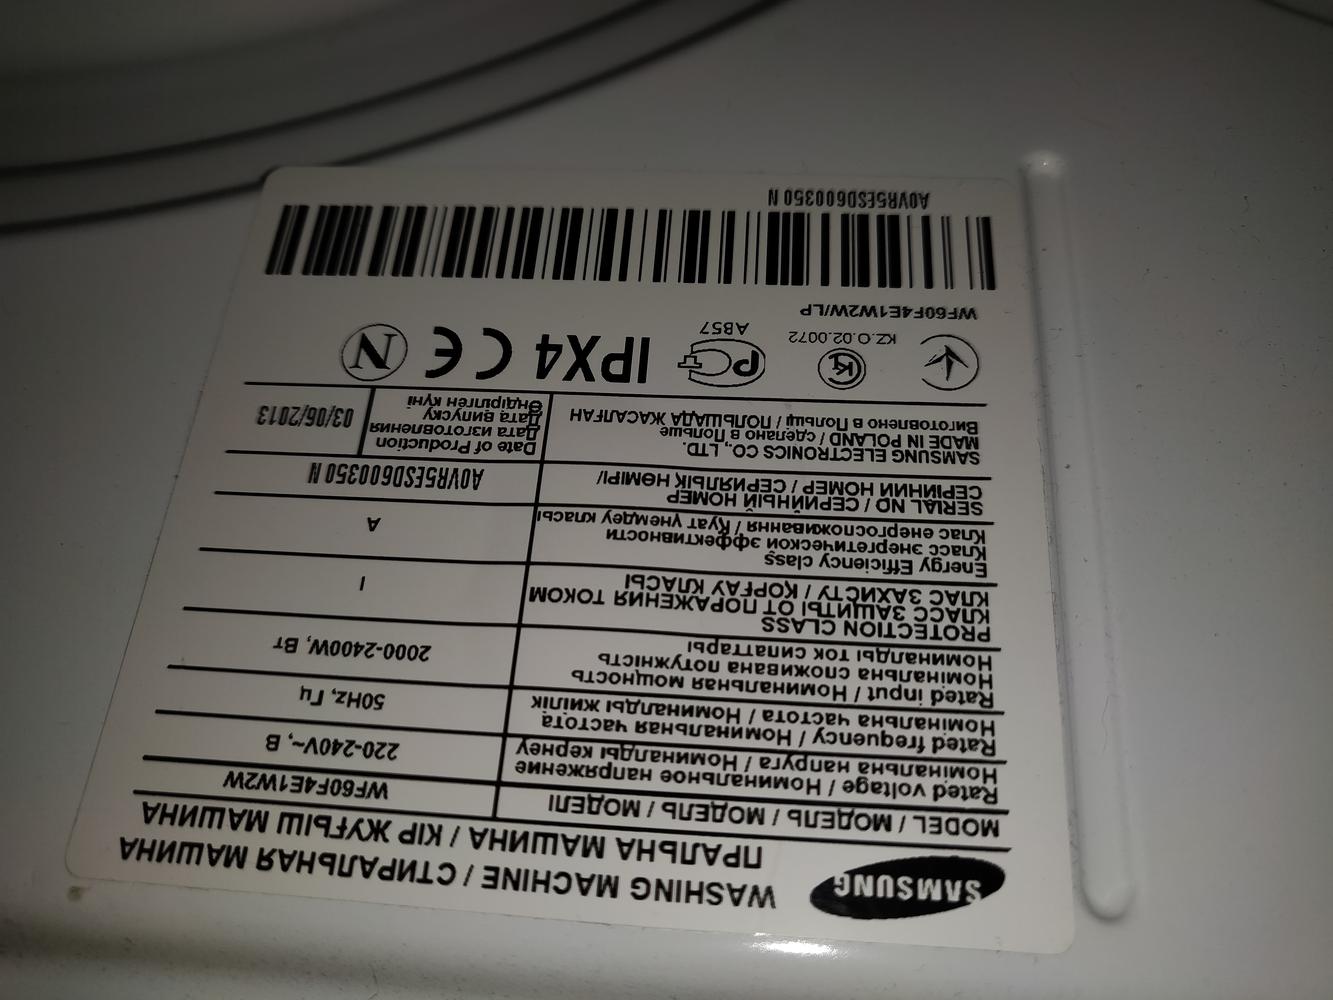 SAMSUNG
WASHING MACHINE / СТИРАЛЬНАЯ МАШИНА
ПРАЛЬНА МАШИНА / КІР ЖУҒЫШ МАШИНА
MODEL / МОДЕЛЬ / МОДЕЛЬ / МОДЕЛІ
WF60F4E1W2W
Rated voltage / Номинальное напряжение
Номінальна напруга / Номиналды кернеу
220-240V~, В
Rated frequency / Номинальная частота
Номінальна частота / Номиналды жиілік
50Hz, Гц
Rated input / Номинальная мощность
Номінальна споживана потужність
Номиналды ток сипаттары
2000-2400W, Вт
PROTECTION CLASS
КЛАСС ЗАЩИТЫ ОТ ПОРАЖЕНИЯ ТОКОМ
КЛАС ЗАХИСТУ / ҚОРҒАУ КЛАСЫ
I
Energy Efficiency class
Класс энергетической эффективности
Клас енергоспоживання / Қуат үнемдеу класы
A
SERIAL NO / СЕРИЙНЫЙ НОМЕР
СЕРІЙНИЙ НОМЕР / СЕРИЯЛЫҚ НӨМІРІ/
A0VR5ESD600350 N
SAMSUNG ELECTRONICS CO., LTD.
MADE IN POLAND / сделано в Польше
Виготовлено в Польщі / ПОЛЬШАДА ЖАСАЛҒАН
Date of Production
Дата изготовления
Дата випуску
Өндірілген күні
03/06/2013
KZ.O.02.0072
РСТ
АВ57
IPX4 CE
N
WF60F4E1W2W/LP
A0VR5ESD600350 N